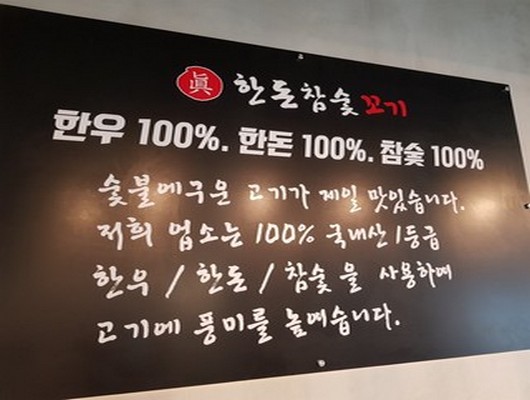 眞 한돈참숯꼬기
한우 100%. 한돈 100%. 참숯 100%
숯불에구운 고기가 제일 맛있습니다.
저희 업소는 100% 국내산 1등급
한우 / 한돈 / 참숯을 사용하여
고기에 풍미를 높여습니다.